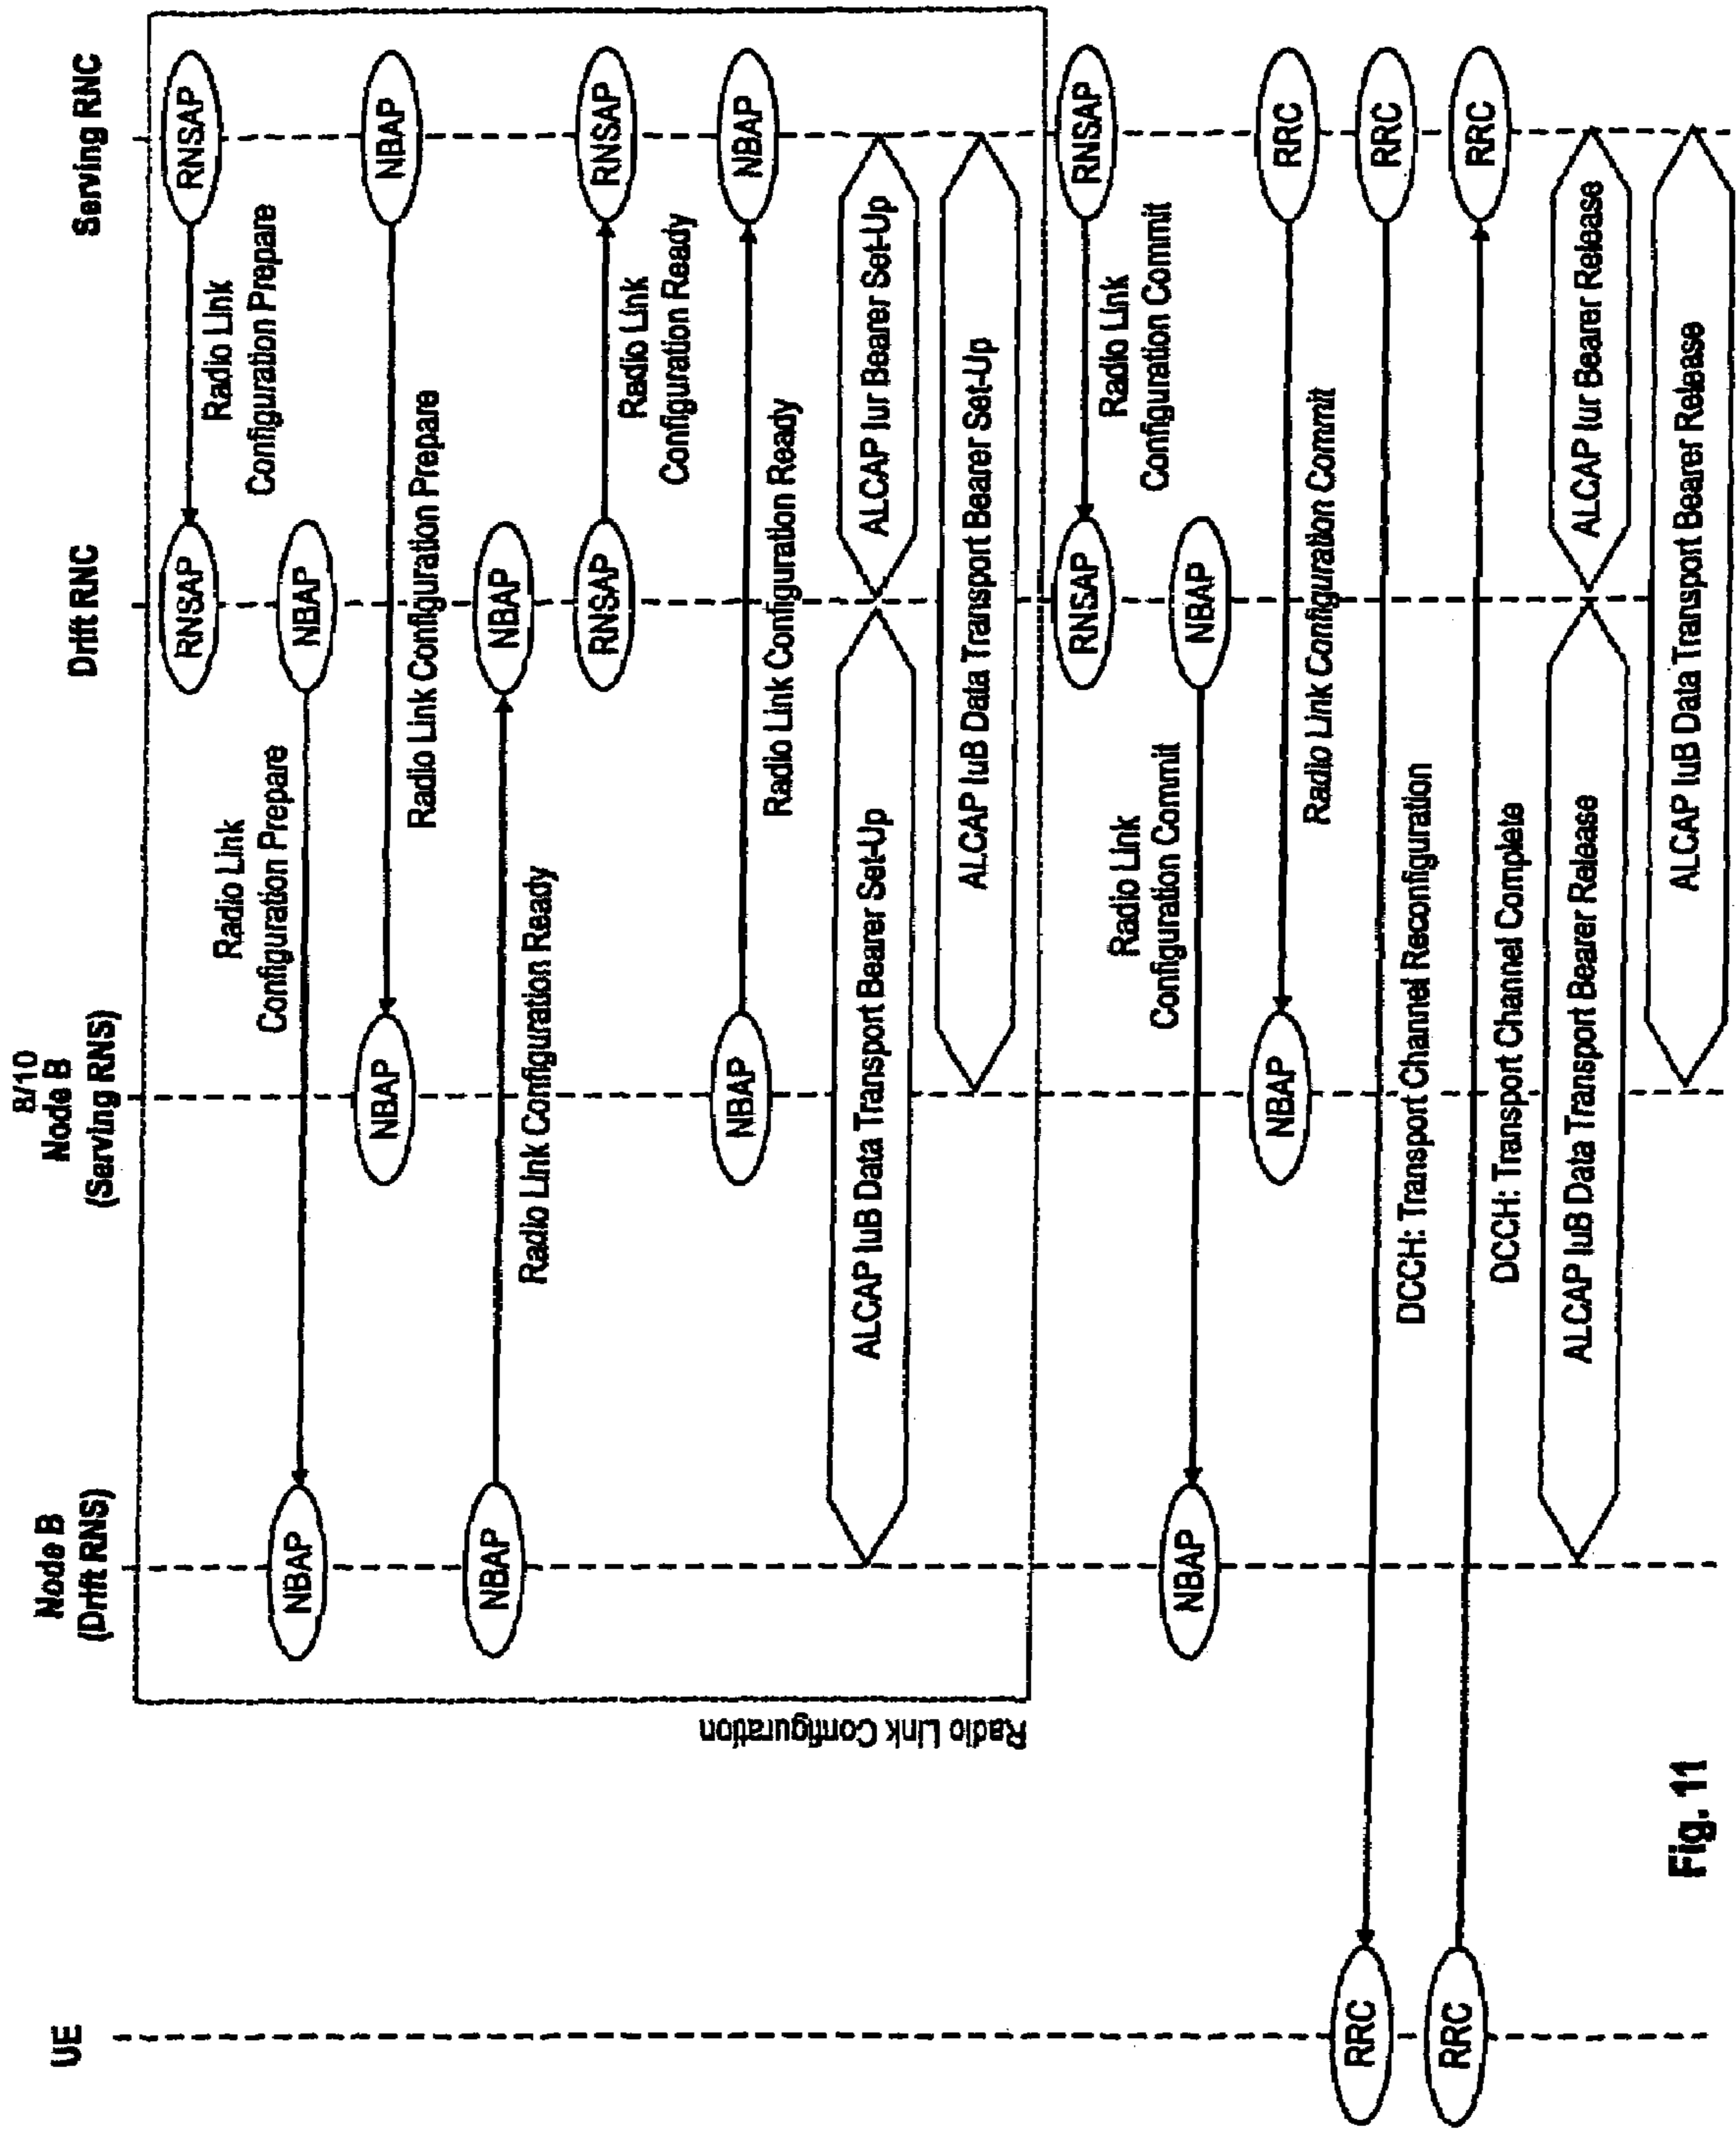 UE
Node B
(Drift RNS)
8/10
Node B
(Serving RNS)
Drift RNC
Serving RNC
RNSAP
RNSAP
Radio Link
Configuration Prepare
NBAP
NBAP
Radio Link
Configuration Prepare
NBAP
NBAP
Radio Link Configuration Prepare
NBAP
NBAP
Radio Link Configuration Ready
RNSAP
RNSAP
Radio Link
Configuration Ready
NBAP
NBAP
Radio Link Configuration Ready
ALCAP IuB Data Transport Bearer Set-Up
ALCAP Iur Bearer Set-Up
ALCAP IuB Data Transport Bearer Set-Up
Radio Link Configuration
RNSAP
RNSAP
Radio Link
Configuration Commit
NBAP
NBAP
Radio Link
Configuration Commit
NBAP
RRC
Radio Link Configuration Commit
RRC
RRC
DCCH: Transport Channel Reconfiguration
RRC
RRC
DCCH: Transport Channel Complete
ALCAP IuB Data Transport Bearer Release
ALCAP Iur Bearer Release
ALCAP IuB Data Transport Bearer Release
Fig. 11